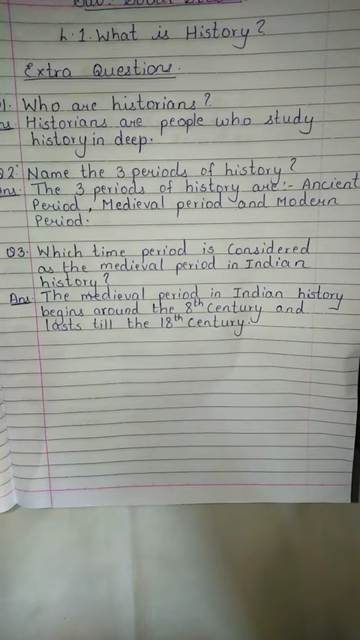 h.1. What is History?
Extra Questions.
1. Who are historians?
ns Historians are people who study
history in deep.
Q2. Name the 3 periods of history?
Ans. The 3 periods of history are:- Ancient
Period, Medieval period and Modern
Period.
Q3. Which time period is Considered
as the medieval period in Indian
history?
Ans The medieval period in Indian history
begins around the 8th Century and
lasts till the 18th Century.